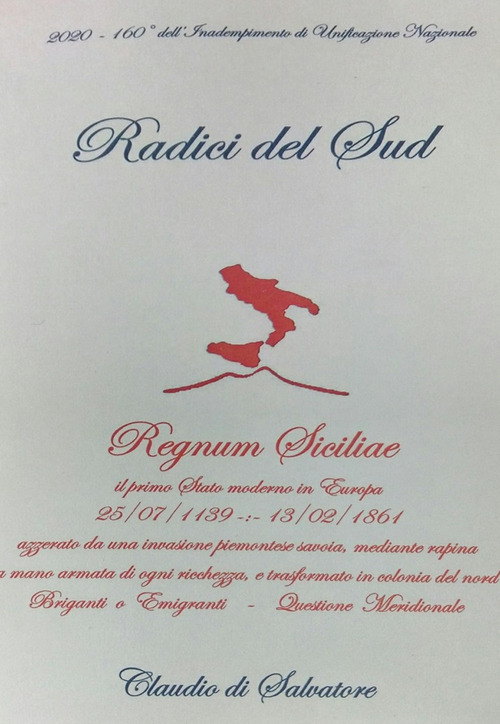 2020 - 160° dell'Inadempimento di Unificazione Nazionale
Radici del Sud
Regnum Siciliae
il primo Stato moderno in Europa
25/07/1139 -:- 13/02/1861
azzerato da una invasione piemontese savoia, mediante rapina
a mano armata di ogni ricchezza, e trasformato in colonia del nord
Briganti o Emigranti - Questione Meridionale
Claudio di Salvatore